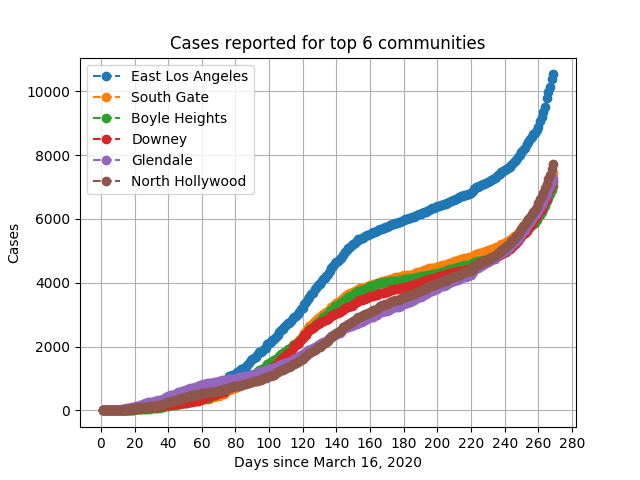 Cases reported for top 6 communities
East Los Angeles
South Gate
Boyle Heights
Downey
Glendale
North Hollywood
Cases
10000
8000
6000
4000
2000
0
0 20 40 60 80 100 120 140 160 180 200 220 240 260 280
Days since March 16, 2020